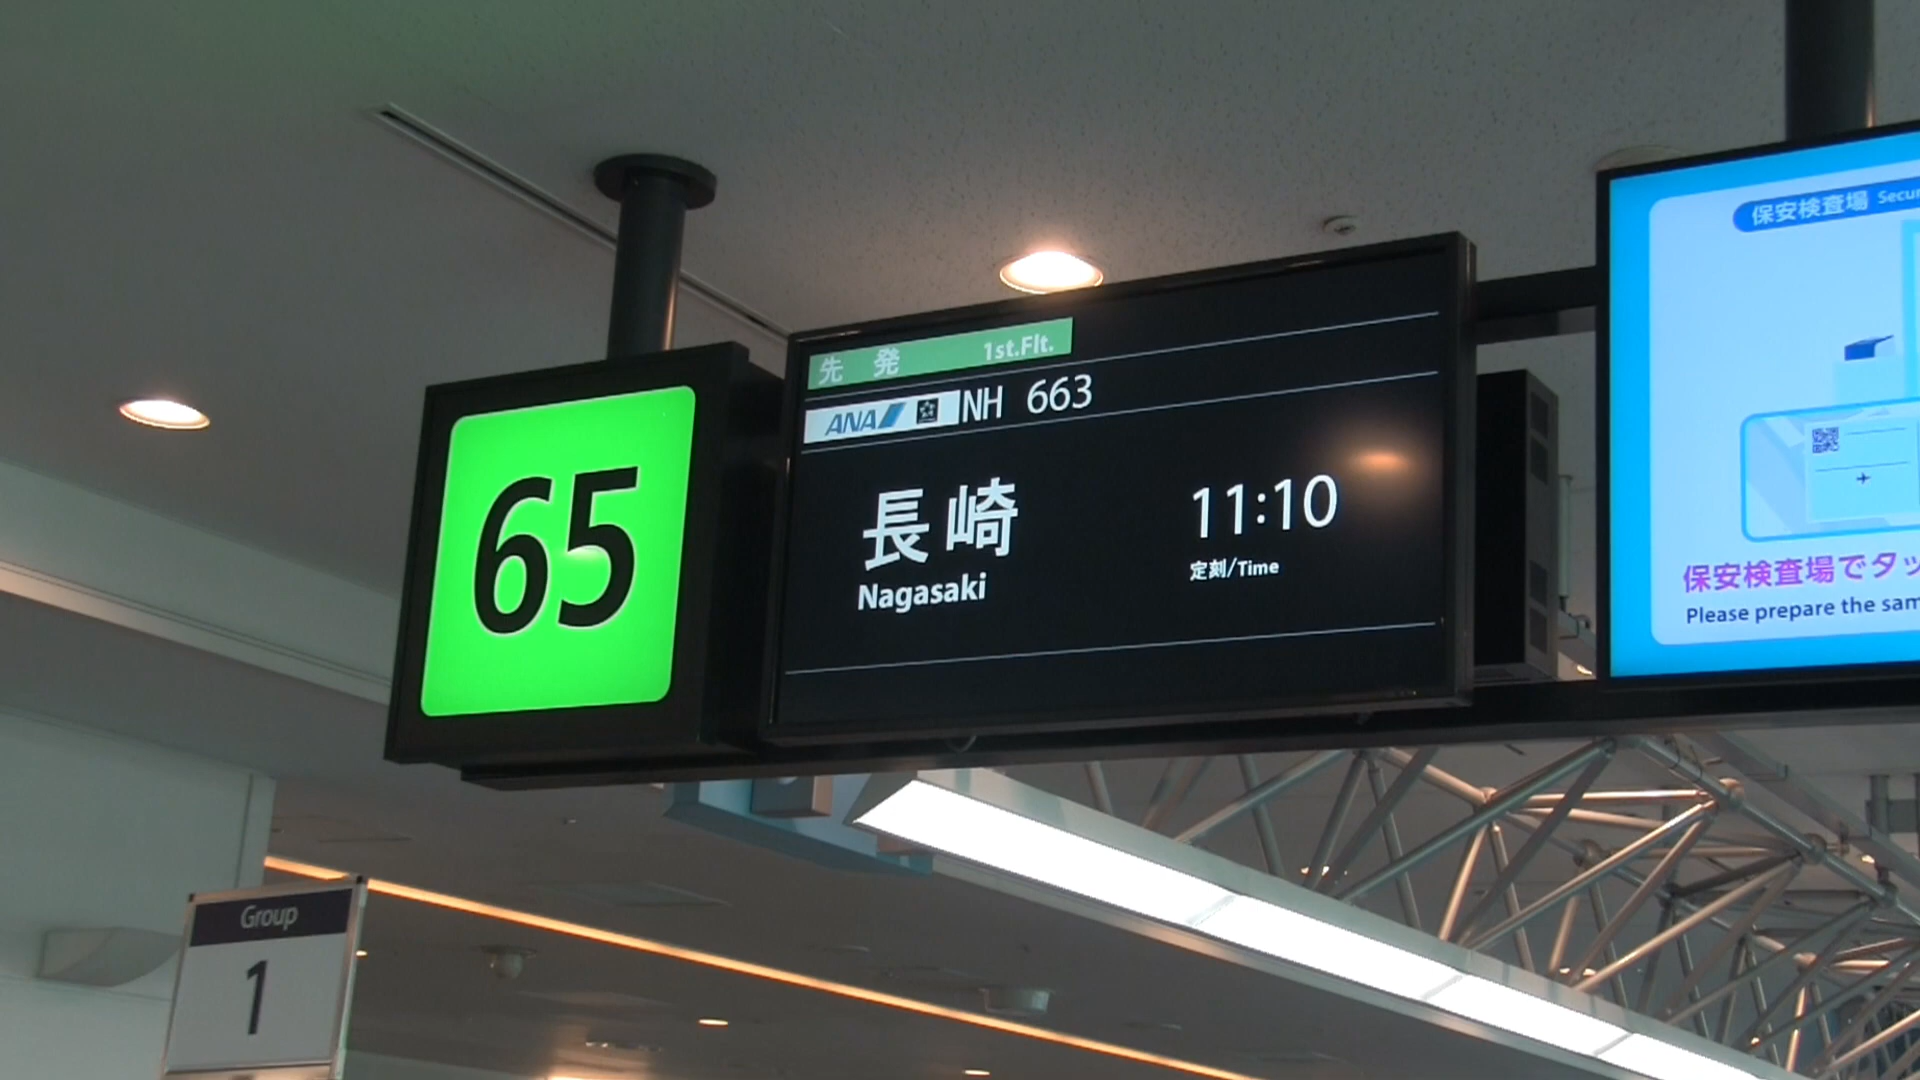 65
先発 1st.Flt.
ANA NH 663
長崎 11:10
Nagasaki 定刻/Time
保安検査場
保安検査場でタッ
Please prepare the
Group
1